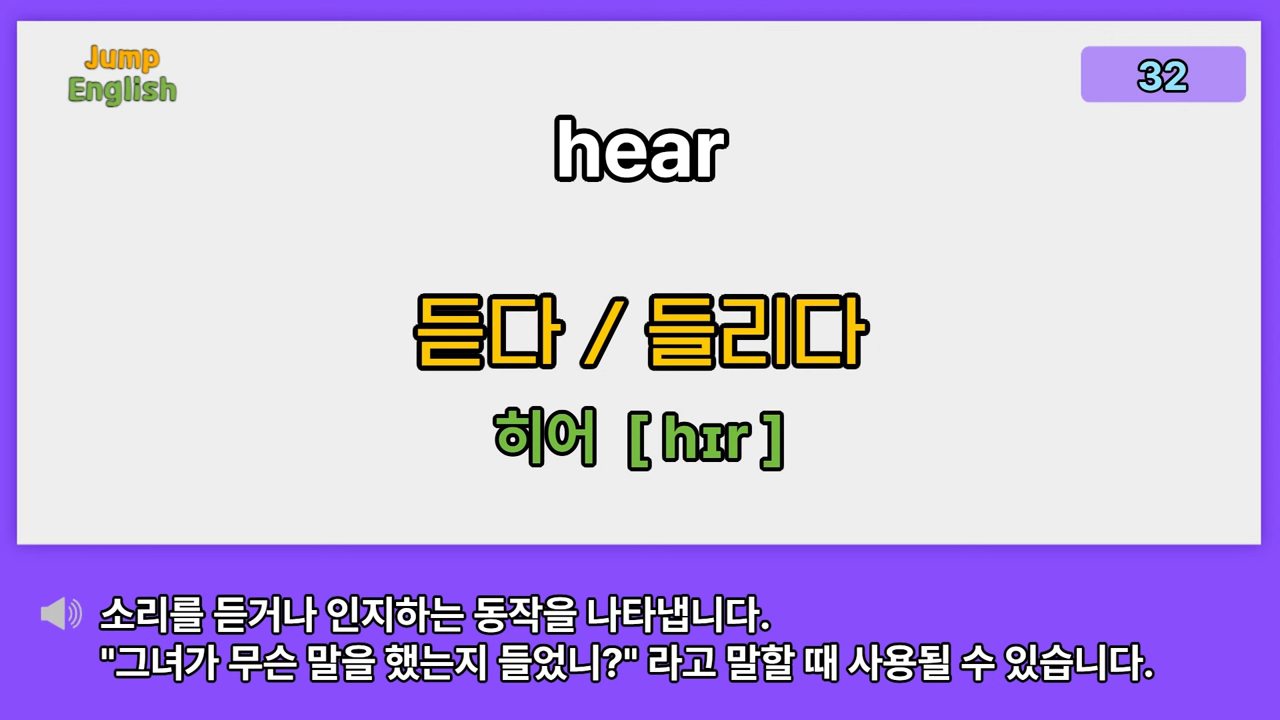 Jump
English
32
hear
듣다 / 들리다
히어 [ hɪr ]
소리를 듣거나 인지하는 동작을 나타냅니다.
"그녀가 무슨 말을 했는지 들었니?" 라고 말할 때 사용될 수 있습니다.